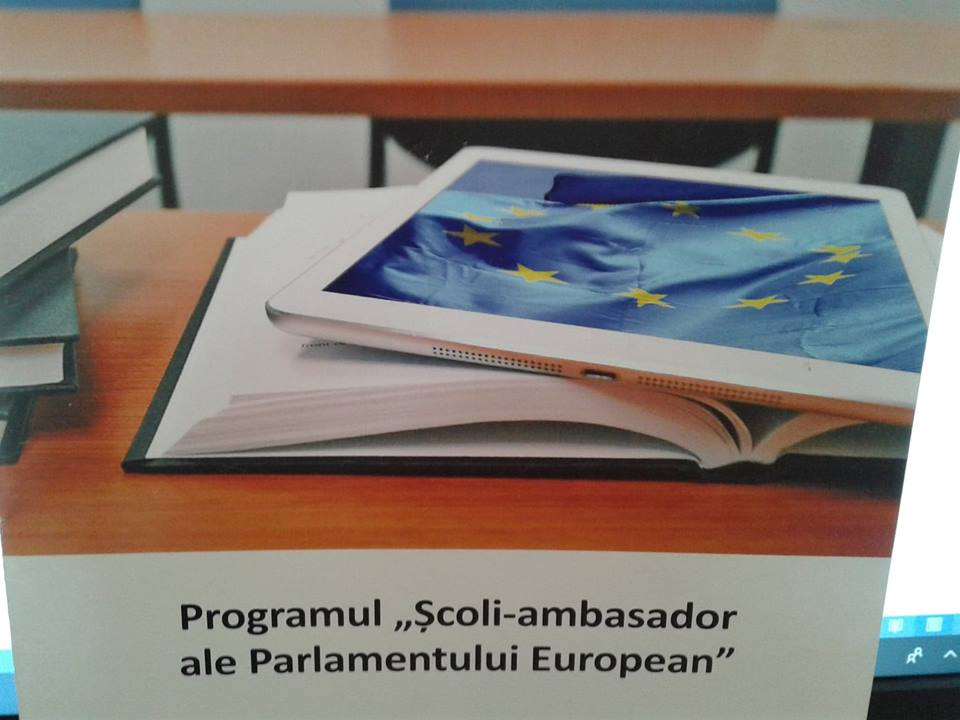 Programul „Școli-ambasador
ale Parlamentului European”